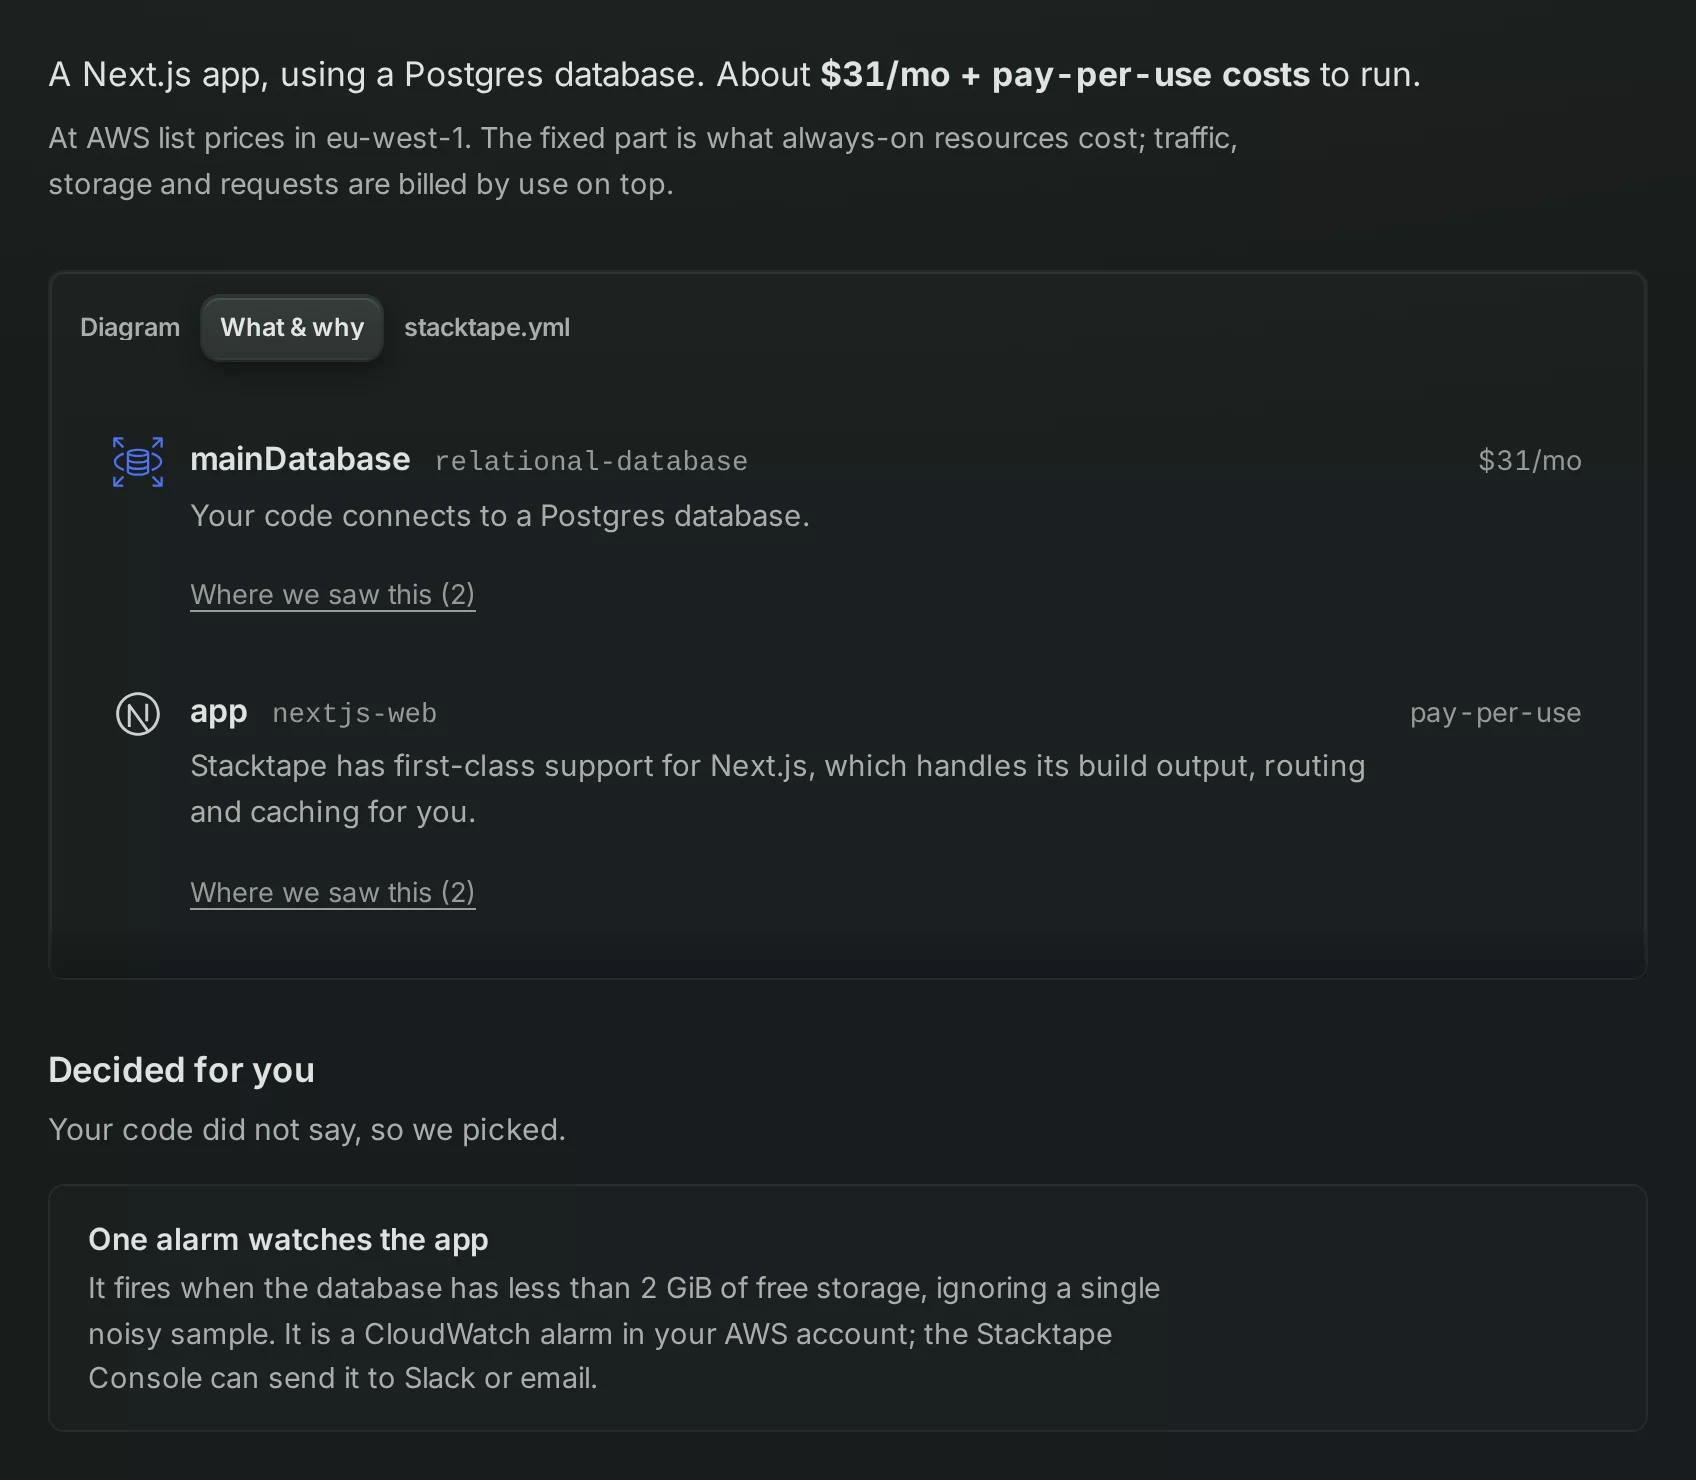 A Next.js app, using a Postgres database. About $31/mo + pay-per-use costs to run.
At AWS list prices in eu-west-1. The fixed part is what always-on resources cost; traffic,
storage and requests are billed by use on top.
Diagram What & why stacktape.yml
mainDatabase relational-database $31/mo
Your code connects to a Postgres database.
Where we saw this (2)
app nextjs-web pay-per-use
Stacktape has first-class support for Next.js, which handles its build output, routing
and caching for you.
Where we saw this (2)
Decided for you
Your code did not say, so we picked.
One alarm watches the app
It fires when the database has less than 2 GiB of free storage, ignoring a single
noisy sample. It is a CloudWatch alarm in your AWS account; the Stacktape
Console can send it to Slack or email.